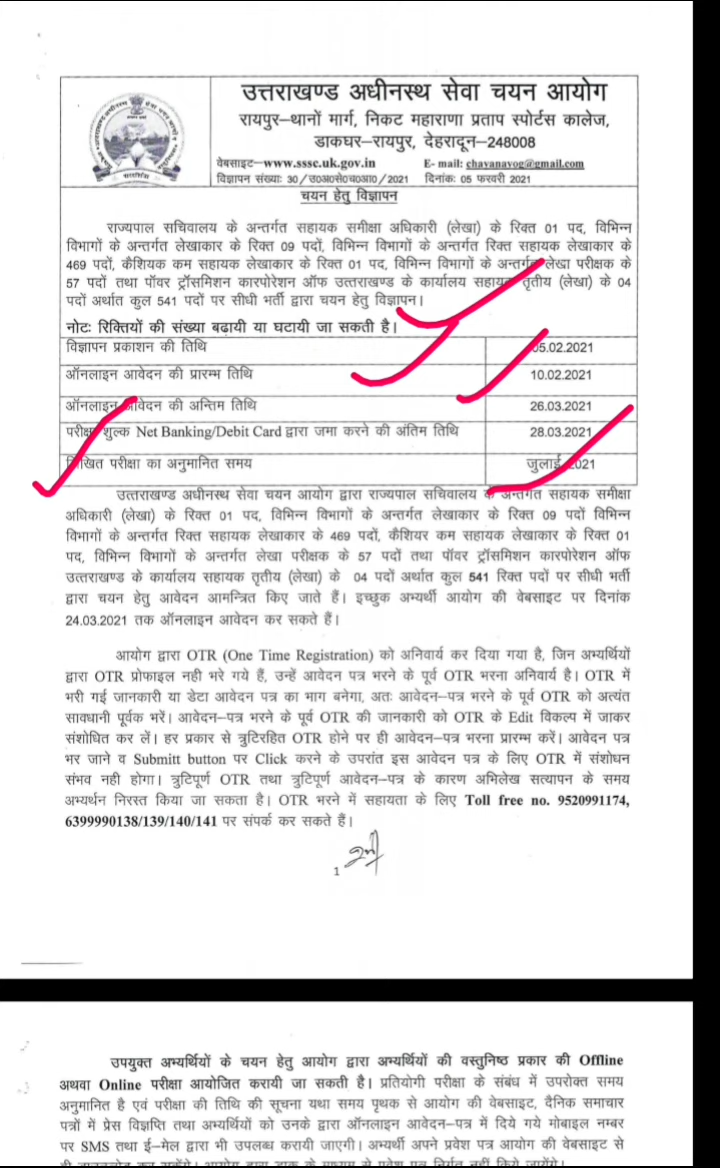 उत्तराखण्ड अधीनस्थ सेवा चयन आयोग
रायपुर–थानों मार्ग, निकट महाराणा प्रताप स्पोर्टस कालेज,
डाकघर–रायपुर, देहरादून–248008
वेबसाइट–www.sssc.uk.gov.in E- mail: chayanayog@gmail.com
विज्ञापन संख्याः 30/उ0अ0से0च0आ0/2021 दिनांकः 05 फरवरी 2021
चयन हेतु विज्ञापन
राज्यपाल सचिवालय के अन्तर्गत सहायक समीक्षा अधिकारी (लेखा) के रिक्त 01 पद, विभिन्न
विभागों के अन्तर्गत लेखाकार के रिक्त 09 पदों, विभिन्न विभागों के अन्तर्गत रिक्त सहायक लेखाकार के
469 पदों, कैशियक कम सहायक लेखाकार के रिक्त 01 पद, विभिन्न विभागों के अन्तर्गत लेखा परीक्षक के
57 पदों तथा पॉवर ट्रॉसमिशन कारपोरेशन ऑफ उत्तराखण्ड के कार्यालय सहायक तृतीय (लेखा) के 04
पदों अर्थात कुल 541 पदों पर सीधी भर्ती द्वारा चयन हेतु विज्ञापन।
नोटः रिक्तियों की संख्या बढ़ायी या घटायी जा सकती है।
विज्ञापन प्रकाशन की तिथि 05.02.2021
ऑनलाइन आवेदन की प्रारम्भ तिथि 10.02.2021
ऑनलाइन आवेदन की अन्तिम तिथि 26.03.2021
परीक्षा शुल्क Net Banking/Debit Card द्वारा जमा करने की अंतिम तिथि 28.03.2021
लिखित परीक्षा का अनुमानित समय जुलाई 2021
उत्तराखण्ड अधीनस्थ सेवा चयन आयोग द्वारा राज्यपाल सचिवालय के अन्तर्गत सहायक समीक्षा
अधिकारी (लेखा) के रिक्त 01 पद, विभिन्न विभागों के अन्तर्गत लेखाकार के रिक्त 09 पदों विभिन्न
विभागों के अन्तर्गत सहायक लेखाकार के 469 पदों, कैशियर कम सहायक लेखाकार के रिक्त 01
पद, विभिन्न विभागों के अन्तर्गत लेखा परीक्षक के 57 पदों तथा पॉवर ट्रॉसमिशन कारपोरेशन ऑफ
उत्तराखण्ड के कार्यालय सहायक तृतीय (लेखा) के 04 पदों अर्थात कुल 541 रिक्त पदों पर सीधी भर्ती
द्वारा चयन हेतु आवेदन आमन्त्रित किए जाते हैं। इच्छुक अभ्यर्थी आयोग की वेबसाइट पर दिनांक
24.03.2021 तक ऑनलाइन आवेदन कर सकते हैं।
आयोग द्वारा OTR (One Time Registration) को अनिवार्य कर दिया गया है, जिन अभ्यर्थियों
द्वारा OTR प्रोफाइल नही भरे गये हैं, उन्हें आवेदन पत्र भरने के पूर्व OTR भरना अनिवार्य है। OTR में
भरी गई जानकारी या डेटा आवेदन पत्र का भाग बनेगा, अतः आवेदन–पत्र भरने के पूर्व OTR को अत्यंत
सावधानी पूर्वक भरें। आवेदन–पत्र भरने के पूर्व OTR की जानकारी को OTR के Edit विकल्प में जाकर
संशोधित कर लें। हर प्रकार से त्रुटिरहित OTR होने पर ही आवेदन–पत्र भरना प्रारम्भ करें। आवेदन पत्र
भर जाने व Submitt button पर Click करने के उपरांत इस आवेदन पत्र के लिए OTR में संशोधन
संभव नही होगा। त्रुटिपूर्ण OTR तथा त्रुटिपूर्ण आवेदन–पत्र के कारण अभिलेख सत्यापन के समय
अभ्यर्थन निरस्त किया जा सकता है। OTR भरने में सहायता के लिए Toll free no. 9520991174,
6399990138/139/140/141 पर संपर्क कर सकते हैं।
1
उपयुक्त अभ्यर्थियों के चयन हेतु आयोग द्वारा अभ्यर्थियों की वस्तुनिष्ठ प्रकार की Offline
अथवा Online परीक्षा आयोजित करायी जा सकती है। प्रतियोगी परीक्षा के संबंध में उपरोक्त समय
अनुमानित है एवं परीक्षा की तिथि की सूचना यथा समय पृथक से आयोग की वेबसाइट, दैनिक समाचार
पत्रों में प्रेस विज्ञप्ति तथा अभ्यर्थियों को उनके द्वारा ऑनलाइन आवेदन–पत्र में दिये गये मोबाइल नम्बर
पर SMS तथा ई–मेल द्वारा भी उपलब्ध करायी जाएगी। अभ्यर्थी अपने प्रवेश पत्र आयोग की वेबसाइट से